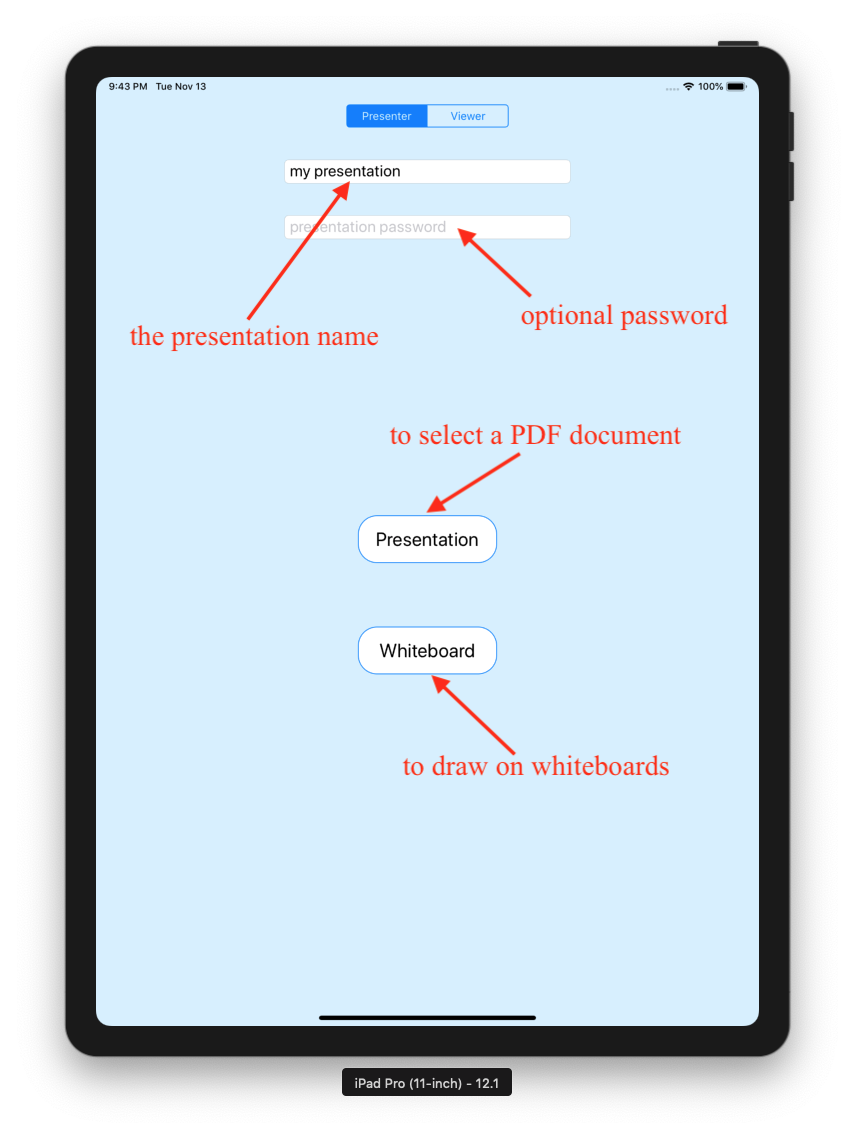 9:43 PM Tue Nov 13 100%
Presenter Viewer
my presentation
presentation password
optional password
the presentation name
to select a PDF document
Presentation
Whiteboard
to draw on whiteboards
iPad Pro (11-inch) - 12.1